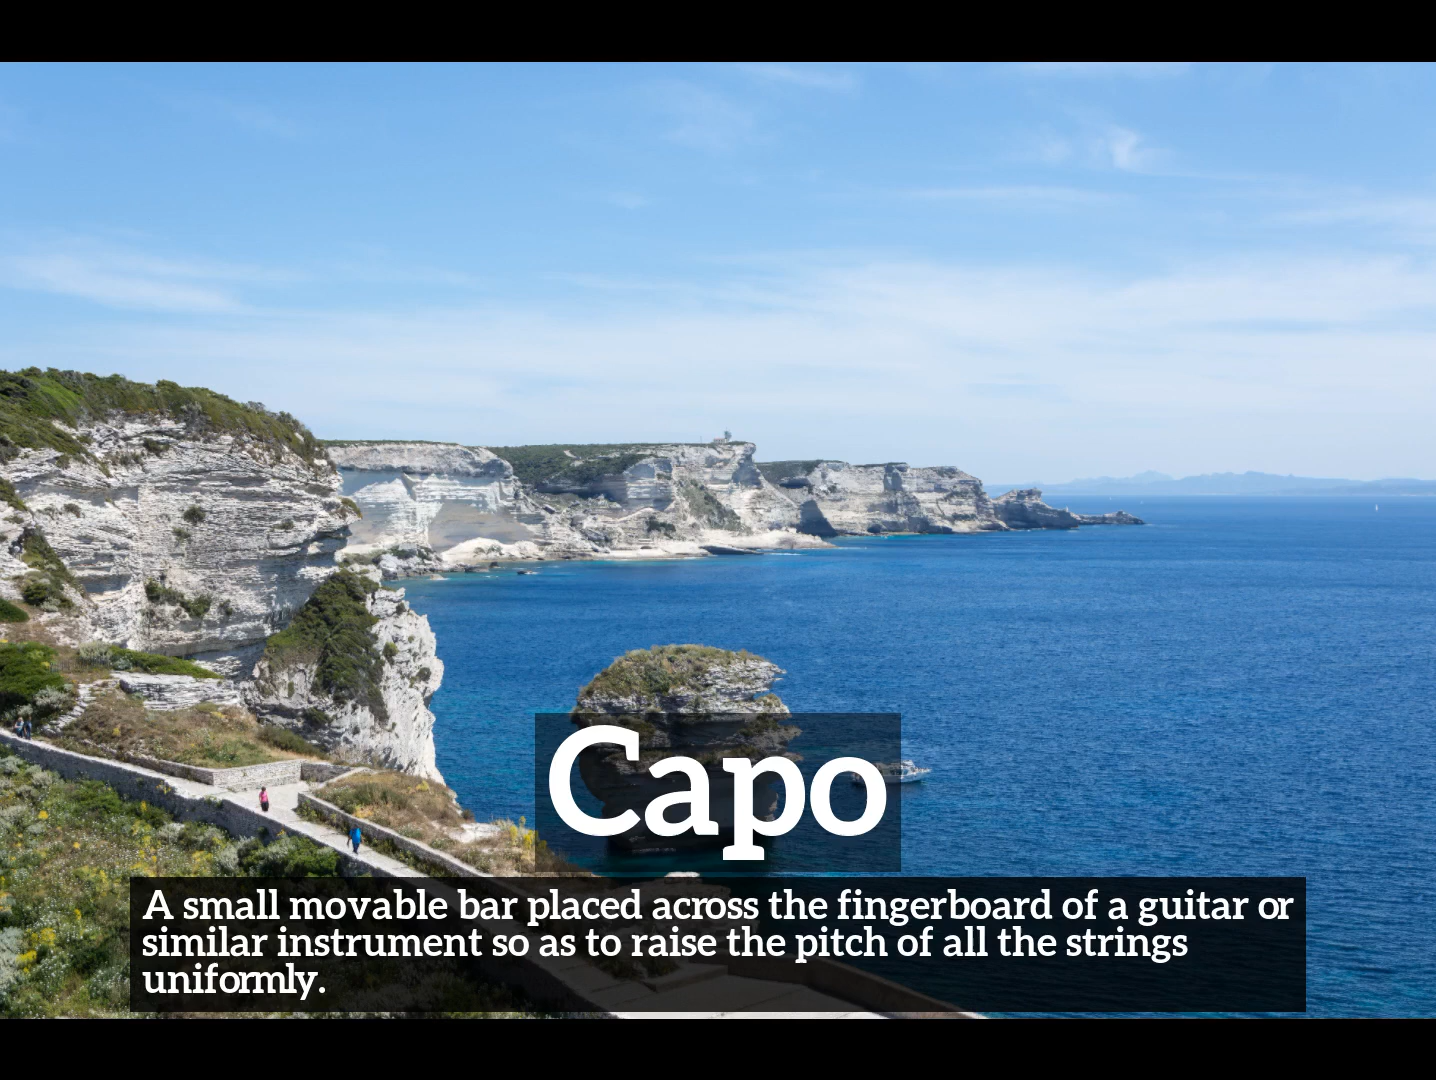 Capo
A small movable bar placed across the fingerboard of a guitar or
similar instrument so as to raise the pitch of all the strings
uniformly.